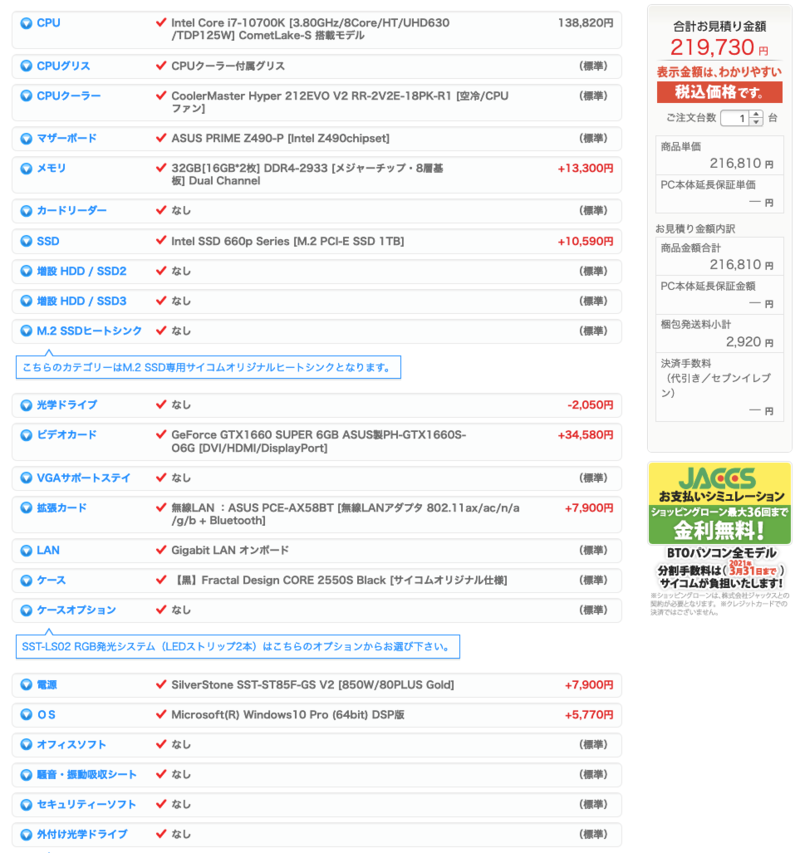 CPU
Intel Core i7-10700K [3.80GHz/8Core/HT/UHD630
/TDP125W] CometLake-S 搭載モデル
138,820円
CPUグリス
CPUクーラー付属グリス
(標準)
CPUクーラー
CoolerMaster Hyper 212EVO V2 RR-2V2E-18PK-R1 [空冷/CPU
ファン]
(標準)
マザーボード
ASUS PRIME Z490-P [Intel Z490chipset]
(標準)
メモリ
32GB[16GB*2枚] DDR4-2933 [メジャーチップ・8層基
板] Dual Channel
+13,300円
カードリーダー
なし
(標準)
SSD
Intel SSD 660p Series [M.2 PCI-E SSD 1TB]
+10,590円
増設 HDD / SSD2
なし
(標準)
増設 HDD / SSD3
なし
(標準)
M.2 SSDヒートシンク
なし
(標準)
こちらのカテゴリーはM.2 SSD専用サイコムオリジナルヒートシンクとなります。
光学ドライブ
なし
-2,050円
ビデオカード
GeForce GTX1660 SUPER 6GB ASUS製PH-GTX1660S-
O6G [DVI/HDMI/DisplayPort]
+34,580円
VGAサポートステイ
なし
(標準)
拡張カード
無線LAN ：ASUS PCE-AX58BT [無線LANアダプタ 802.11ax/ac/n/a
/g/b + Bluetooth]
+7,900円
LAN
Gigabit LAN オンボード
(標準)
ケース
【黒】Fractal Design CORE 2550S Black [サイコムオリジナル仕様]
(標準)
ケースオプション
なし
(標準)
SST-LS02 RGB発光システム（LEDストリップ2本）はこちらのオプションからお選び下さい。
電源
SilverStone SST-ST85F-GS V2 [850W/80PLUS Gold]
+7,900円
ＯＳ
Microsoft(R) Windows10 Pro (64bit) DSP版
+5,770円
オフィスソフト
なし
(標準)
騒音・振動吸収シート
なし
(標準)
セキュリティーソフト
なし
(標準)
外付け光学ドライブ
なし
(標準)
合計お見積り金額
219,730 円
表示金額は、わかりやすい
税込価格です。
ご注文台数 1 台
商品単価
216,810 円
PC本体延長保証単価
— 円
お見積り金額内訳
商品金額合計
216,810 円
PC本体延長保証金額
— 円
梱包発送料小計
2,920 円
決済手数料
（代引き／セブンイレブ
ン）
— 円
JACCS
お支払いシミュレーション
ショッピングローン最大36回まで
金利無料!
BTOパソコン全モデル
分割手数料は(2021年3月31日まで)
サイコムが負担いたします!
※ショッピングローンは、株式会社ジャックスとの
契約が必要となります。 ※クレジットカードでの
決済ではございません。